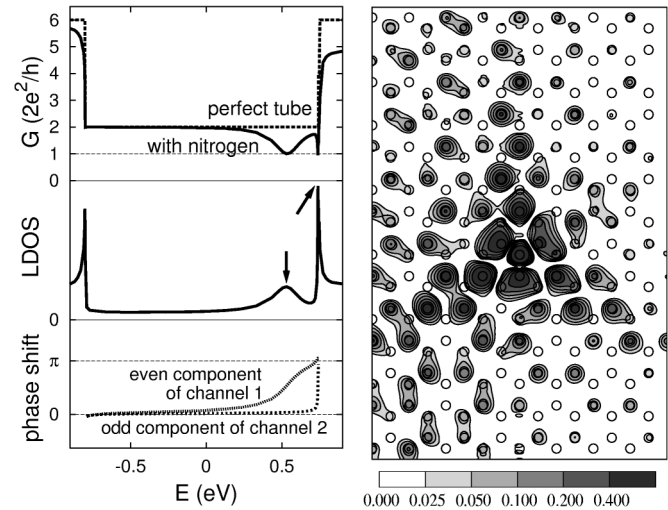 6
5
4
3
2
1
0
G (2e²/h)
perfect tube
with nitrogen
LDOS
0
phase shift
π
0
even component
of channel 1
odd component of channel 2
-0.5 0 0.5
E (eV)
0.000 0.025 0.050 0.100 0.200 0.400